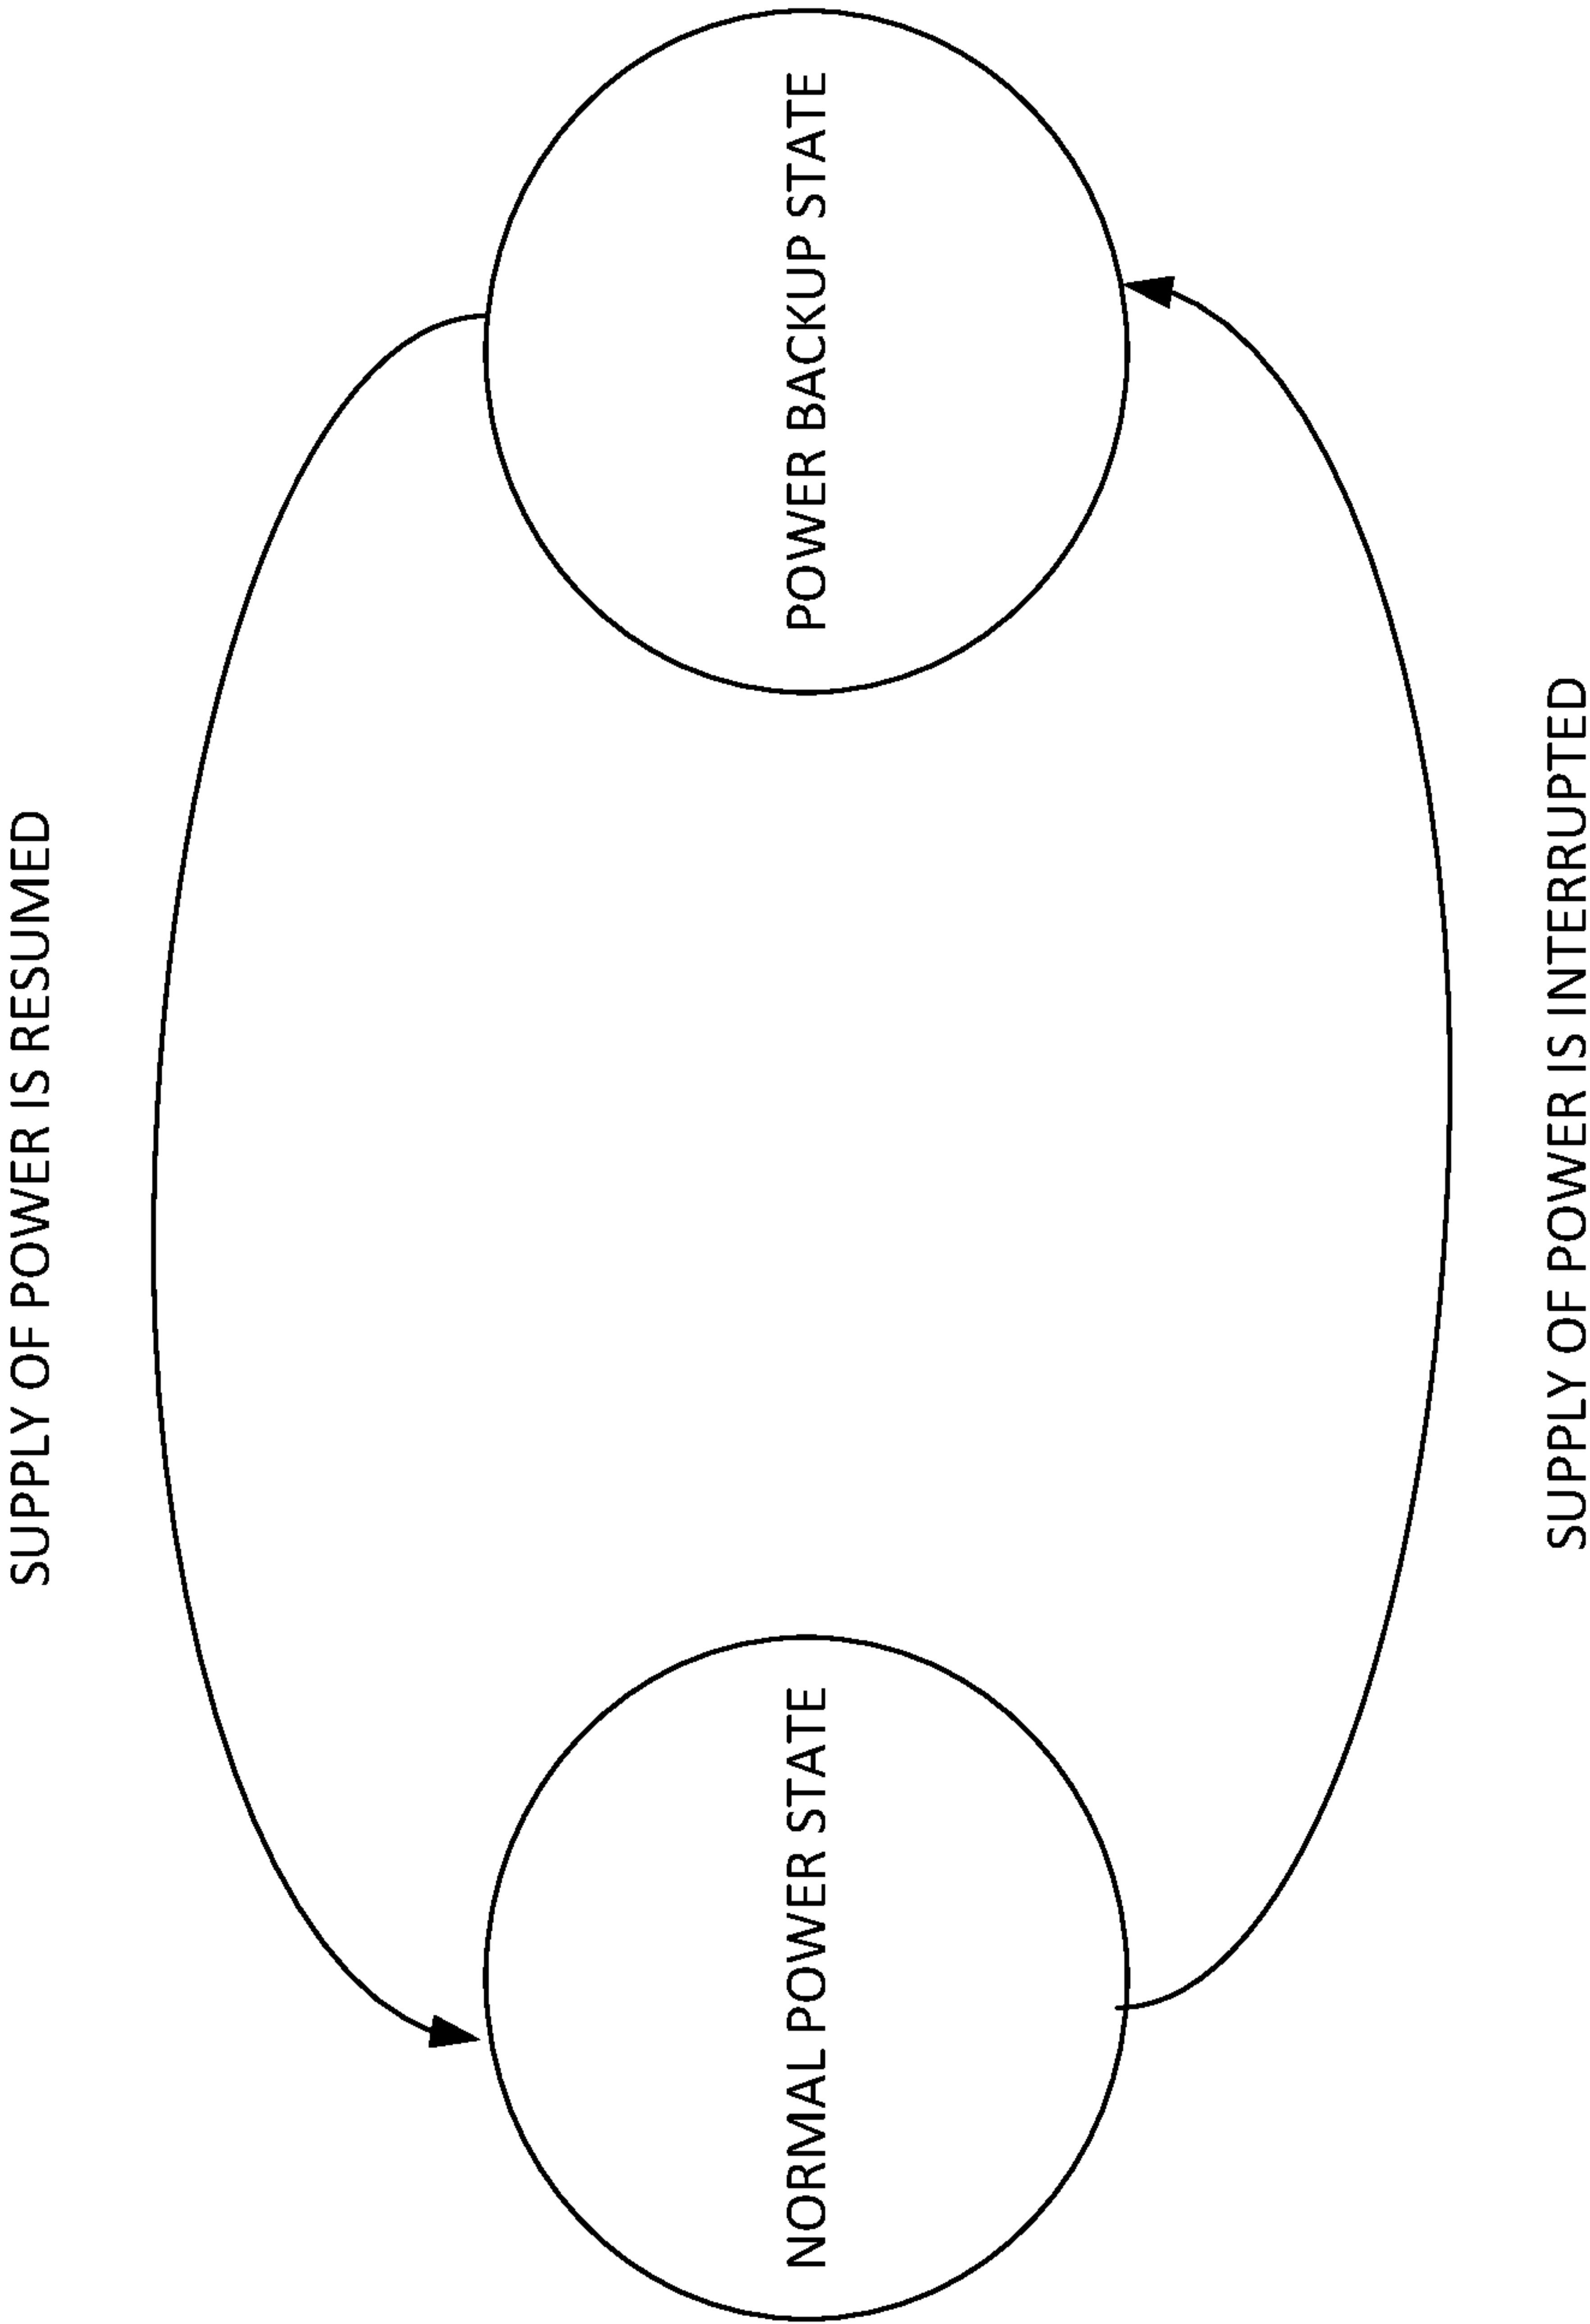 SUPPLY OF POWER IS RESUMED
NORMAL POWER STATE
POWER BACKUP STATE
SUPPLY OF POWER IS INTERRUPTED